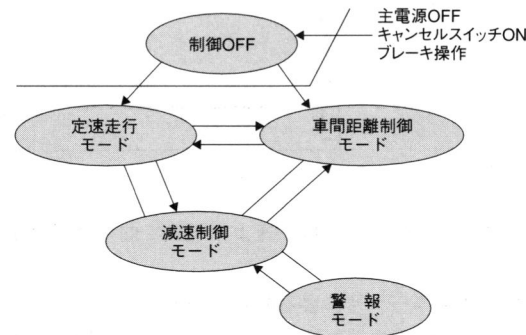 主電源OFF
キャンセルスイッチON
ブレーキ操作
制御OFF
定速走行
モード
車間距離制御
モード
減速制御
モード
警 報
モード